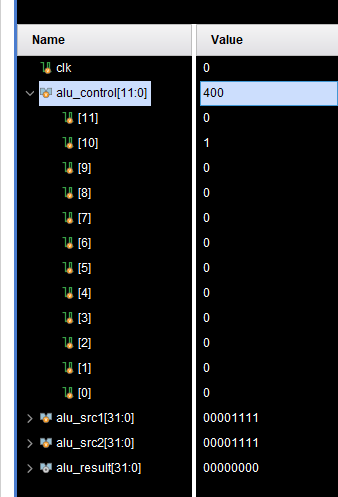 Name Value
clk 0
alu_control[11:0] 400
[11] 0
[10] 1
[9] 0
[8] 0
[7] 0
[6] 0
[5] 0
[4] 0
[3] 0
[2] 0
[1] 0
[0] 0
alu_src1[31:0] 00001111
alu_src2[31:0] 00001111
alu_result[31:0] 00000000